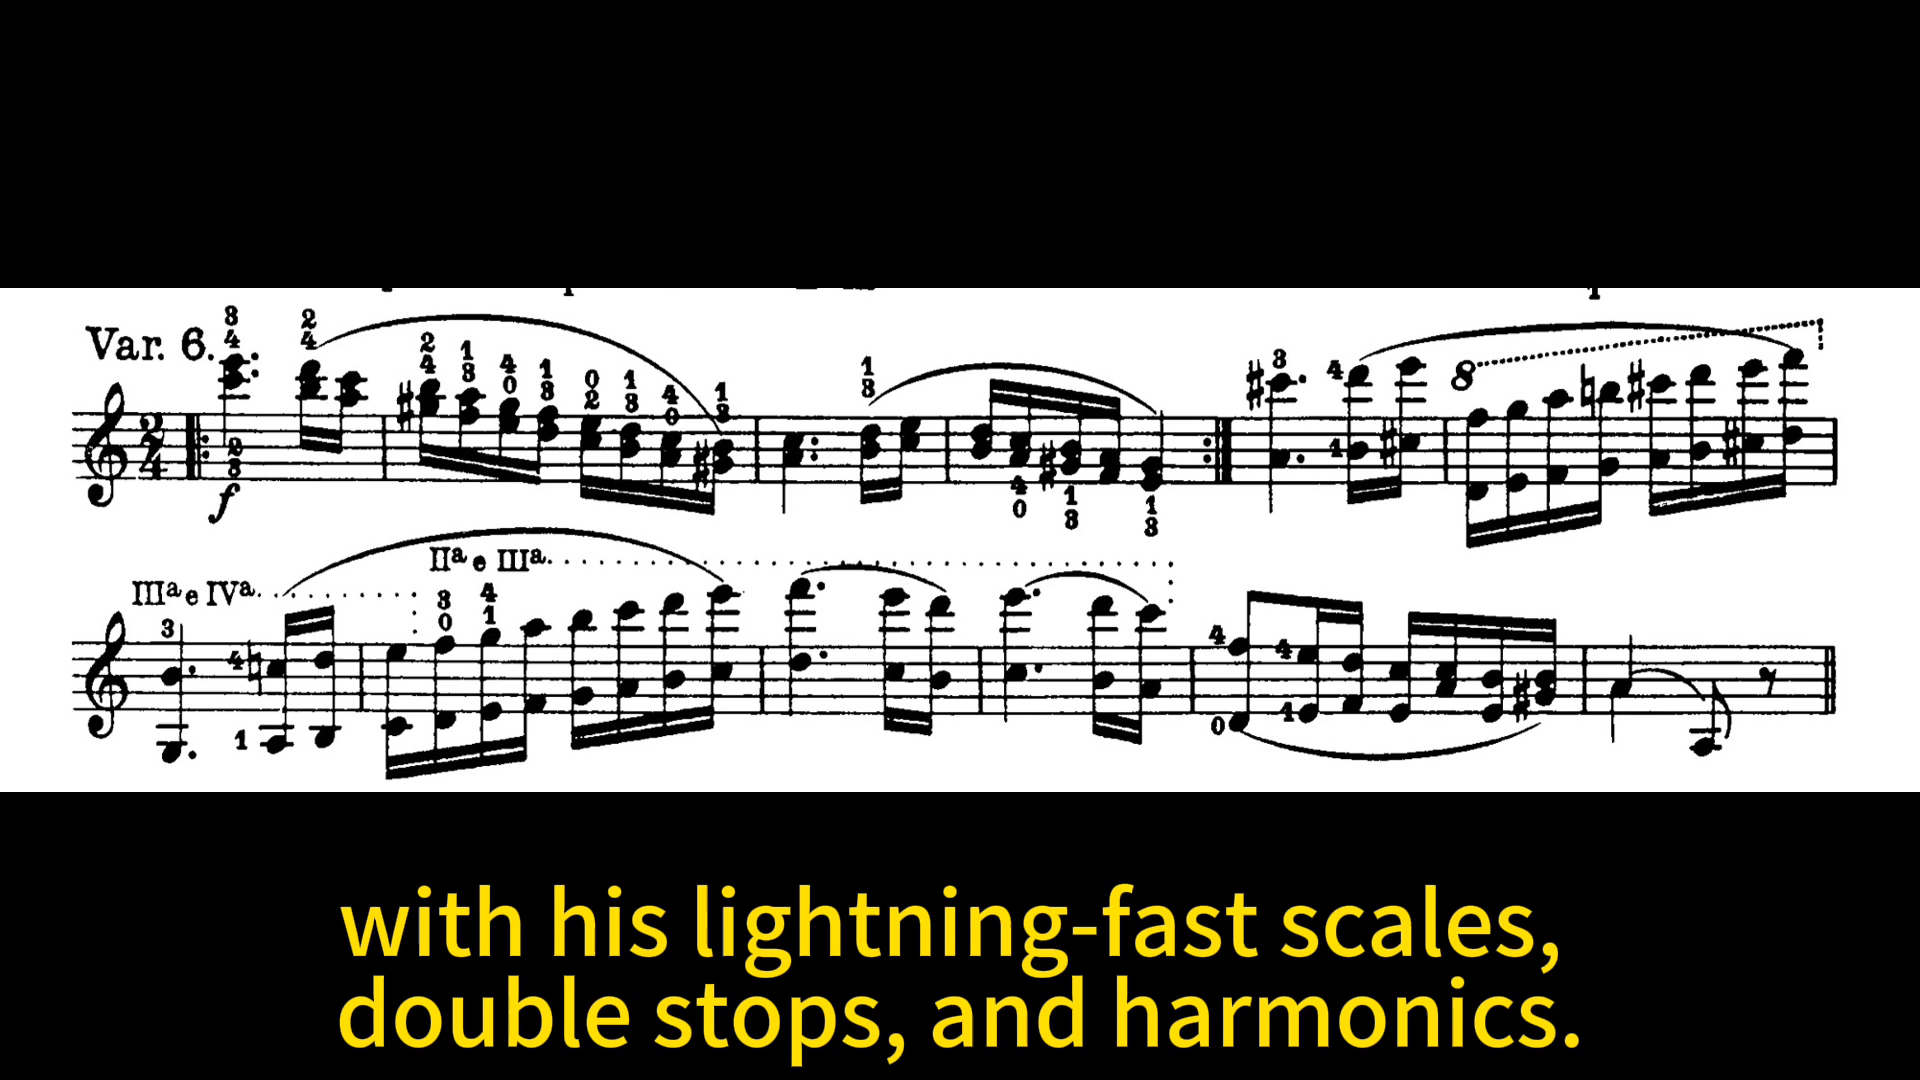 Var. 6.
IIª e IIIª
IIIª e IVª
with his lightning-fast scales,
double stops, and harmonics.